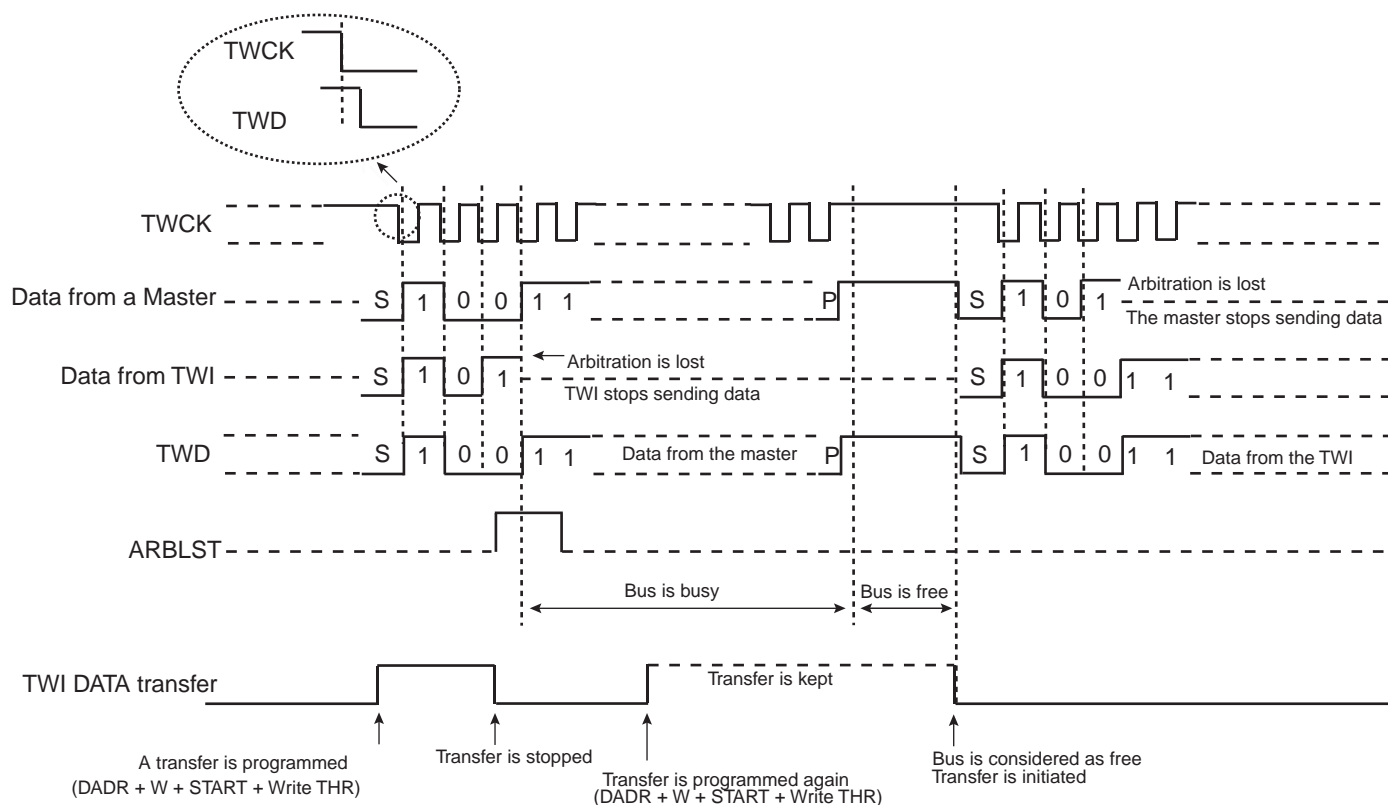 TWCK
TWD
TWCK
Data from a Master
S 1 0 0 1 1
P
S 1 0 1
Arbitration is lost
The master stops sending data
Data from TWI
S 1 0 1
Arbitration is lost
TWI stops sending data
S 1 0 0 1 1
TWD
S 1 0 0 1 1
Data from the master
P
S 1 0 0 1 1
Data from the TWI
ARBLST
Bus is busy
Bus is free
TWI DATA transfer
Transfer is kept
A transfer is programmed
(DADR + W + START + Write THR)
Transfer is stopped
Transfer is programmed again
(DADR + W + START + Write THR)
Bus is considered as free
Transfer is initiated